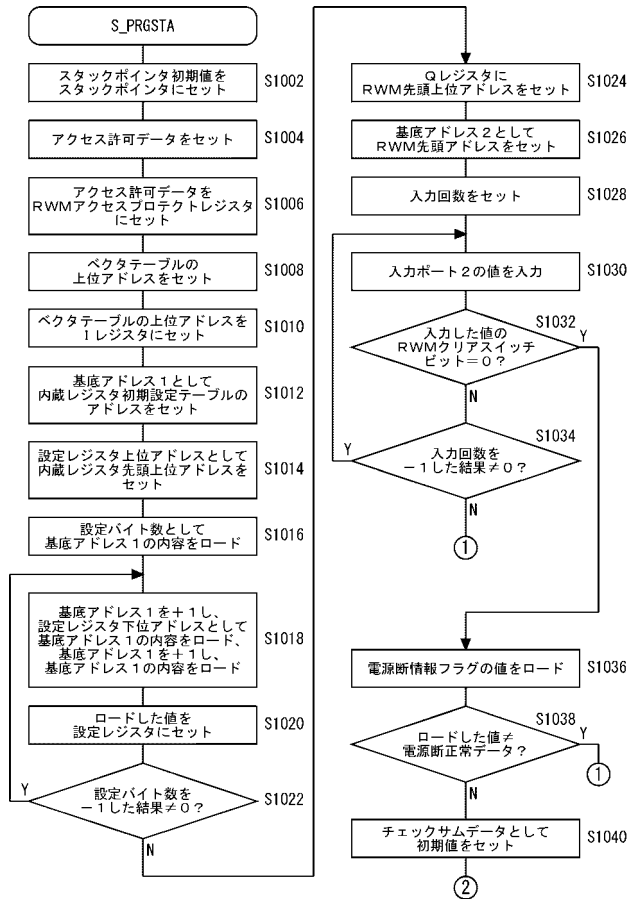 S_PRGSTA
スタックポインタ初期値を
スタックポインタにセット
S1002
アクセス許可データをセット
S1004
アクセス許可データを
RWMアクセスプロテクトレジスタ
にセット
S1006
ベクタテーブルの
上位アドレスをセット
S1008
ベクタテーブルの上位アドレスを
Iレジスタにセット
S1010
基底アドレス1として
内蔵レジスタ初期設定テーブルの
アドレスをセット
S1012
設定レジスタ上位アドレスとして
内蔵レジスタ先頭上位アドレスを
セット
S1014
設定バイト数として
基底アドレス1の内容をロード
S1016
基底アドレス1を+1し、
設定レジスタ下位アドレスとして
基底アドレス1の内容をロード、
基底アドレス1を+1し、
基底アドレス1の内容をロード
S1018
ロードした値を
設定レジスタにセット
S1020
Y
設定バイト数を
-1した結果≠0?
S1022
N
Qレジスタに
RWM先頭上位アドレスをセット
S1024
基底アドレス2として
RWM先頭アドレスをセット
S1026
入力回数をセット
S1028
入力ポート2の値を入力
S1030
S1032
入力した値の
RWMクリアスイッチ
ビット=0?
Y
N
S1034
Y
入力回数を
-1した結果≠0?
N
1
電源断情報フラグの値をロード
S1036
S1038
ロードした値≠
電源断正常データ?
Y
1
N
チェックサムデータとして
初期値をセット
S1040
2